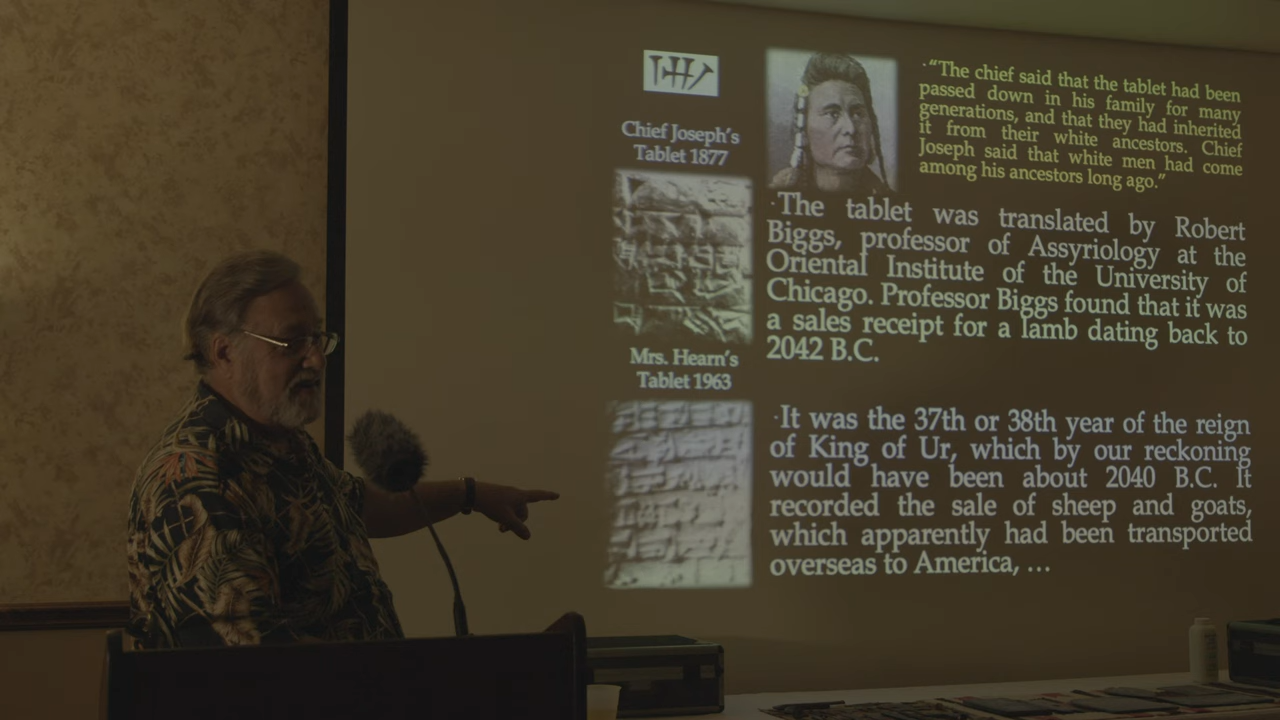 Chief Joseph's
Tablet 1877
·"The chief said that the tablet had been
passed down in his family for many
generations, and that they had inherited
it from their white ancestors. Chief
Joseph said that white men had come
among his ancestors long ago."
·The tablet was translated by Robert
Biggs, professor of Assyriology at the
Oriental Institute of the University of
Chicago. Professor Biggs found that it was
a sales receipt for a lamb dating back to
2042 B.C.
Mrs. Hearn's
Tablet 1963
·It was the 37th or 38th year of the reign
of King of Ur, which by our reckoning
would have been about 2040 B.C. It
recorded the sale of sheep and goats,
which apparently had been transported
overseas to America, …